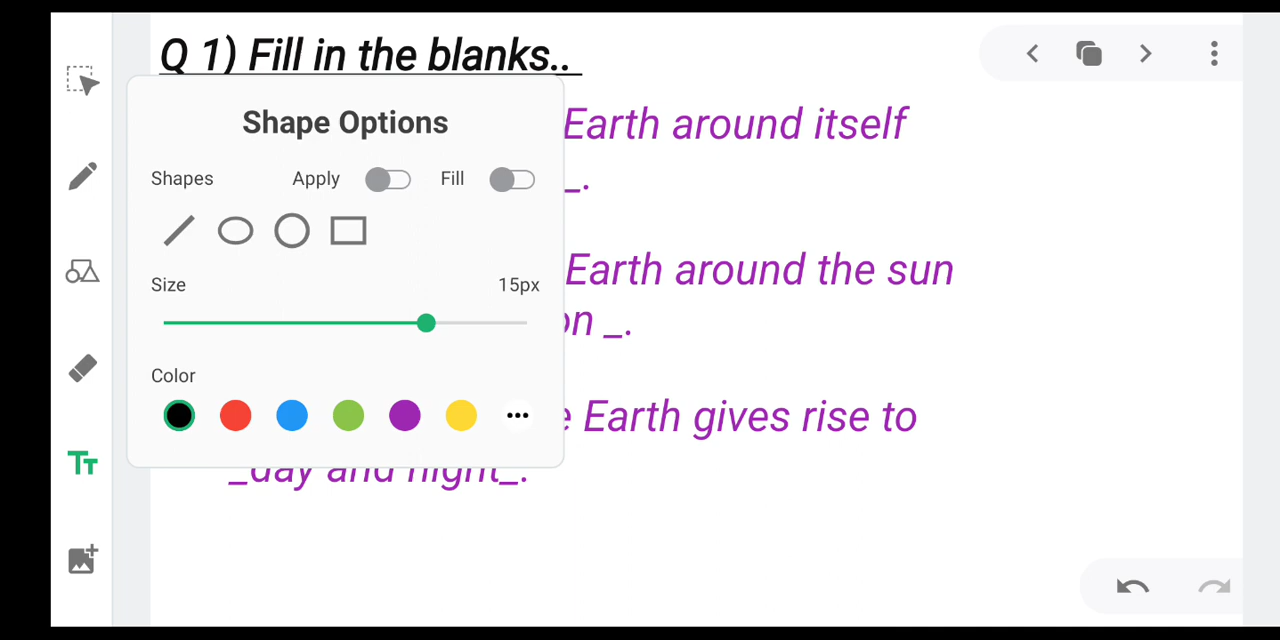 Q 1) Fill in the blanks..
Shape Options
Shapes Apply Fill
Size 15px
Color
Earth around itself
_.
Earth around the sun
on _.
Earth gives rise to
_day and night_.
TT